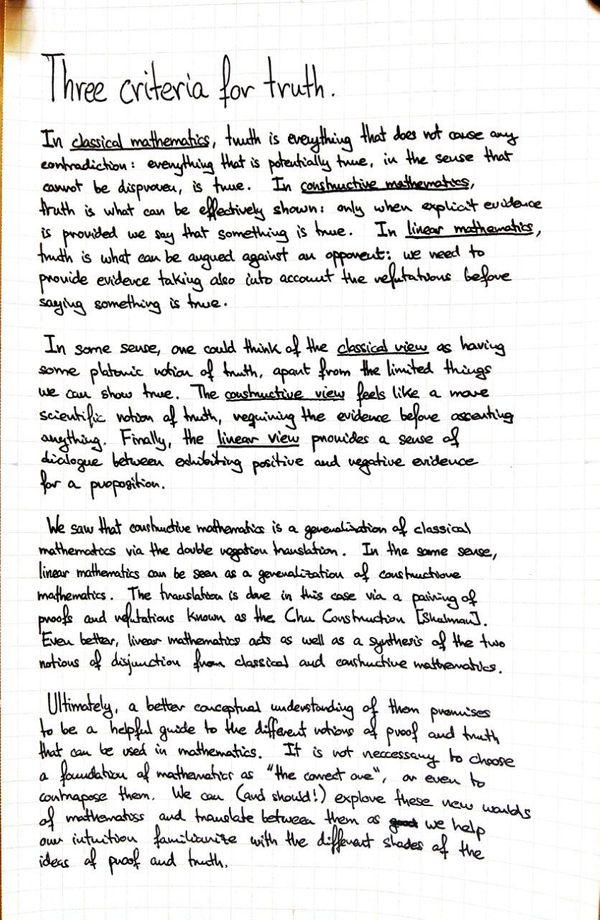 Three criteria for truth.
In classical mathematics, truth is everything that does not cause any
contradiction: everything that is potentially true, in the sense that
cannot be disproven, is true. In constructive mathematics,
truth is what can be effectively shown: only when explicit evidence
is provided we say that something is true. In linear mathematics,
truth is what can be argued against an opponent: we need to
provide evidence taking also into account the refutations before
saying something is true.
In some sense, one could think of the classical view as having
some platonic notion of truth, apart from the limited things
we can show true. The constructive view feels like a more
scientific notion of truth, requiring the evidence before asserting
anything. Finally, the linear view provides a sense of
dialogue between exhibiting positive and negative evidence
for a proposition.
We saw that constructive mathematics is a generalization of classical
mathematics via the double negation translation. In the same sense,
linear mathematics can be seen as a generalization of constructive
mathematics. The translation is done in this case via a pairing of
proofs and refutations known as the Chu Construction [Shulman].
Even better, linear mathematics acts as well as a synthesis of the two
notions of disjunction from classical and constructive mathematics.
Ultimately, a better conceptual understanding of them promises
to be a helpful guide to the different notions of proof and truth
that can be used in mathematics. It is not neccessary to choose
a foundation of mathematics as "the correct one", or even to
contrapose them. We can (and should!) explore these new worlds
of mathematics and translate between them as we help
our intuition familiarize with the different shades of the
ideas of proof and truth.